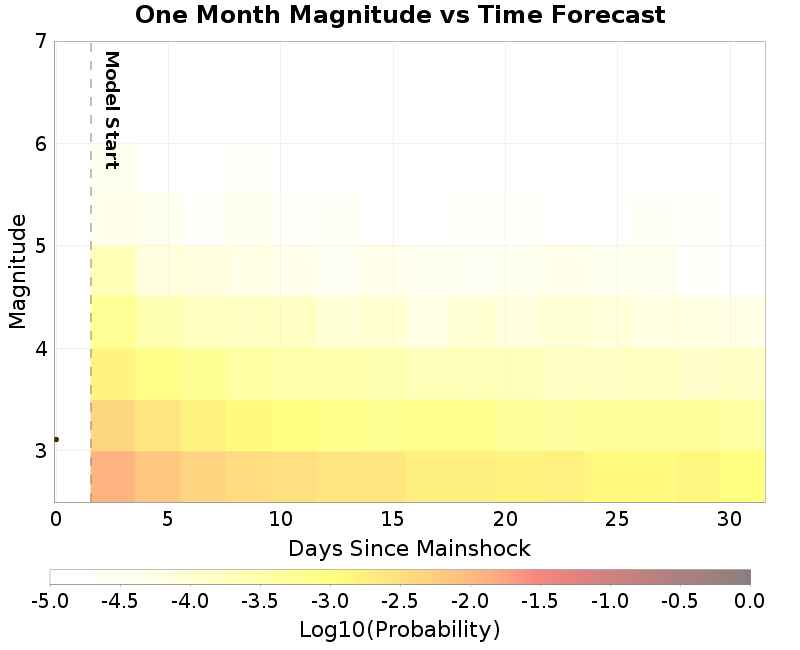 One Month Magnitude vs Time Forecast
7
6
5
4
3
Magnitude
Model Start
0 5 10 15 20 25 30
Days Since Mainshock
-5.0 -4.5 -4.0 -3.5 -3.0 -2.5 -2.0 -1.5 -1.0 -0.5 0.0
Log10(Probability)